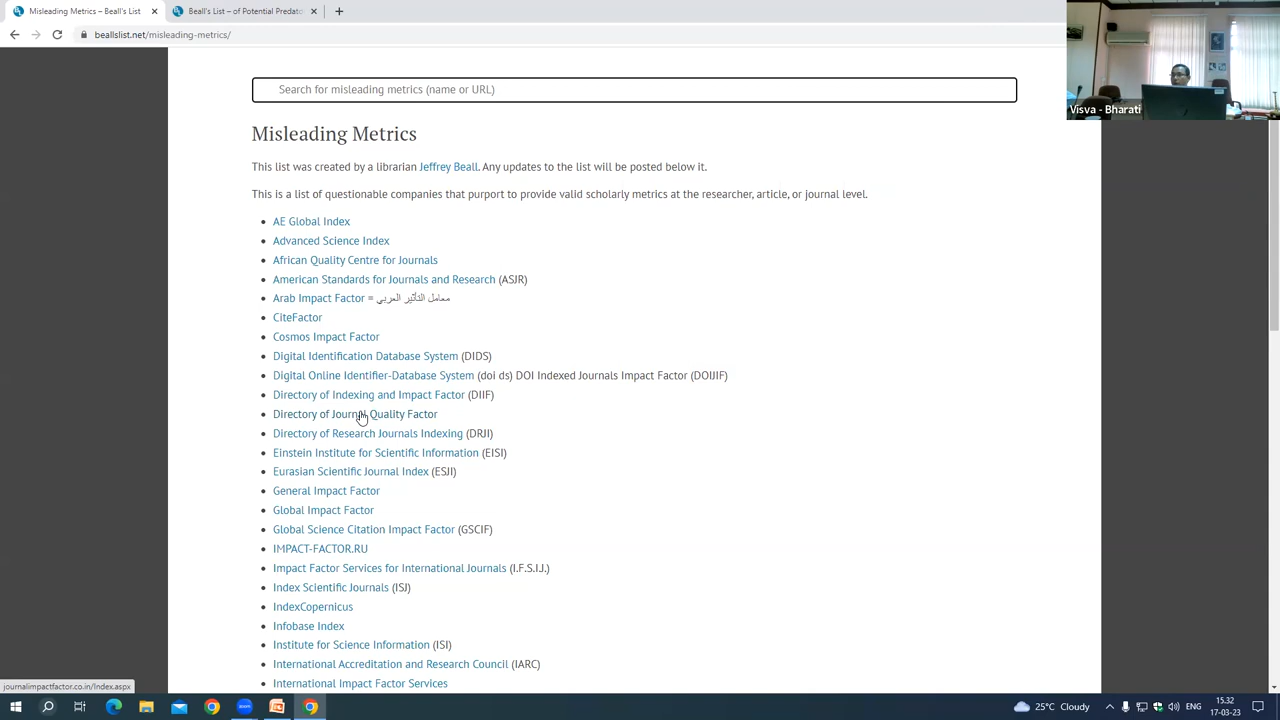 Misleading Metrics – Beall's List
Beall's List – of Potential Predato
beallslist.net/misleading-metrics/
Visva - Bharati
Search for misleading metrics (name or URL)
Misleading Metrics
This list was created by a librarian Jeffrey Beall. Any updates to the list will be posted below it.
This is a list of questionable companies that purport to provide valid scholarly metrics at the researcher, article, or journal level.
AE Global Index
Advanced Science Index
African Quality Centre for Journals
American Standards for Journals and Research (ASJR)
Arab Impact Factor = معامل التأثير العربي
CiteFactor
Cosmos Impact Factor
Digital Identification Database System (DIDS)
Digital Online Identifier-Database System (doi ds) DOI Indexed Journals Impact Factor (DOIJIF)
Directory of Indexing and Impact Factor (DIIF)
Directory of Journal Quality Factor
Directory of Research Journals Indexing (DRJI)
Einstein Institute for Scientific Information (EISI)
Eurasian Scientific Journal Index (ESJI)
General Impact Factor
Global Impact Factor
Global Science Citation Impact Factor (GSCIF)
IMPACT-FACTOR.RU
Impact Factor Services for International Journals (I.F.S.I.J.)
Index Scientific Journals (ISJ)
IndexCopernicus
Infobase Index
Institute for Science Information (ISI)
International Accreditation and Research Council (IARC)
International Impact Factor Services
journalimpactfactor.co.in/Index.aspx
25°C Cloudy
15.32
17-03-23